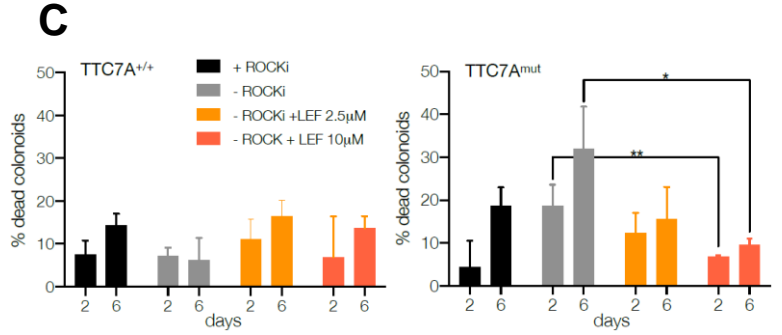 C
TTC7A+/+
+ ROCKi
- ROCKi
- ROCKi +LEF 2.5μM
- ROCK + LEF 10μM
% dead colonoids
50
40
30
20
10
0
2 6 2 6 2 6 2 6
days
TTC7Amut
*
**
% dead colonoids
50
40
30
20
10
0
2 6 2 6 2 6 2 6
days